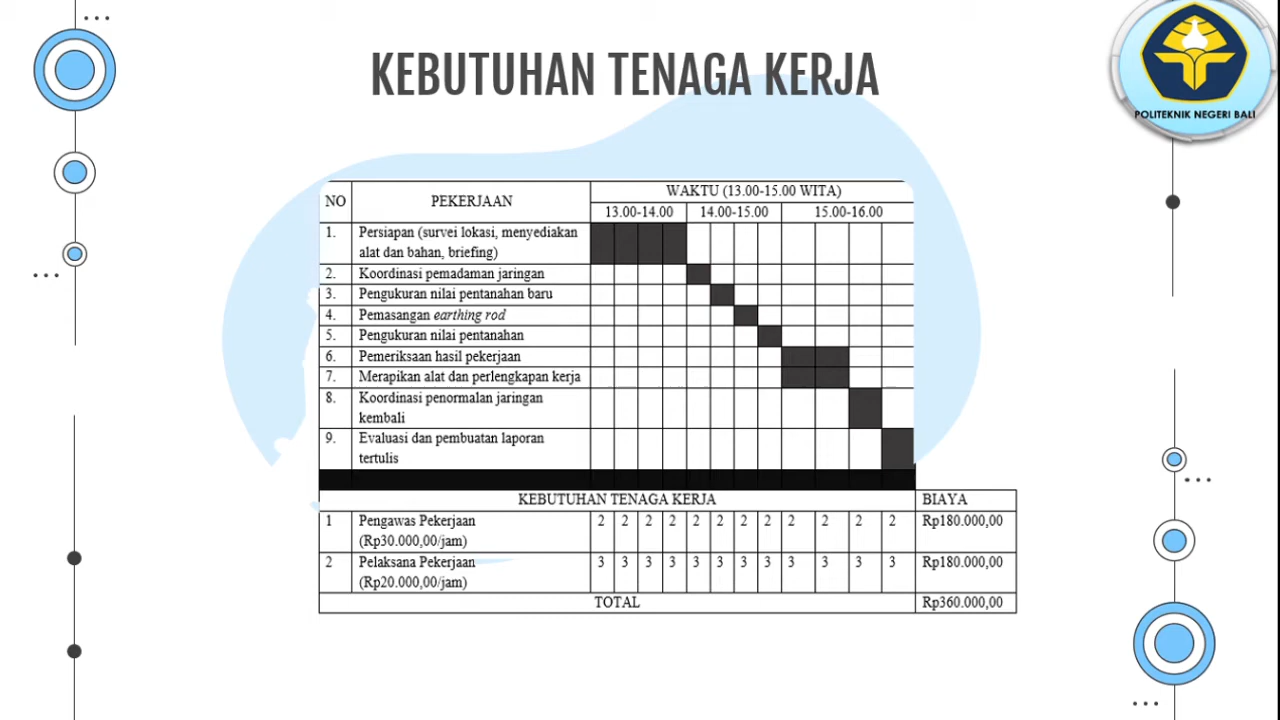 KEBUTUHAN TENAGA KERJA
POLITEKNIK NEGERI BALI
NO PEKERJAAN WAKTU (13.00-15.00 WITA)
13.00-14.00 14.00-15.00 15.00-16.00
1. Persiapan (survei lokasi, menyediakan
alat dan bahan, briefing)
2. Koordinasi pemadaman jaringan
3. Pengukuran nilai pentanahan baru
4. Pemasangan earthing rod
5. Pengukuran nilai pentanahan
6. Pemeriksaan hasil pekerjaan
7. Merapikan alat dan perlengkapan kerja
8. Koordinasi penormalan jaringan
kembali
9. Evaluasi dan pembuatan laporan
tertulis
KEBUTUHAN TENAGA KERJA BIAYA
1 Pengawas Pekerjaan 2 2 2 2 2 2 2 2 2 2 2 2 Rp180.000,00
(Rp30.000,00/jam)
2 Pelaksana Pekerjaan 3 3 3 3 3 3 3 3 3 3 3 3 Rp180.000,00
(Rp20.000,00/jam)
TOTAL Rp360.000,00